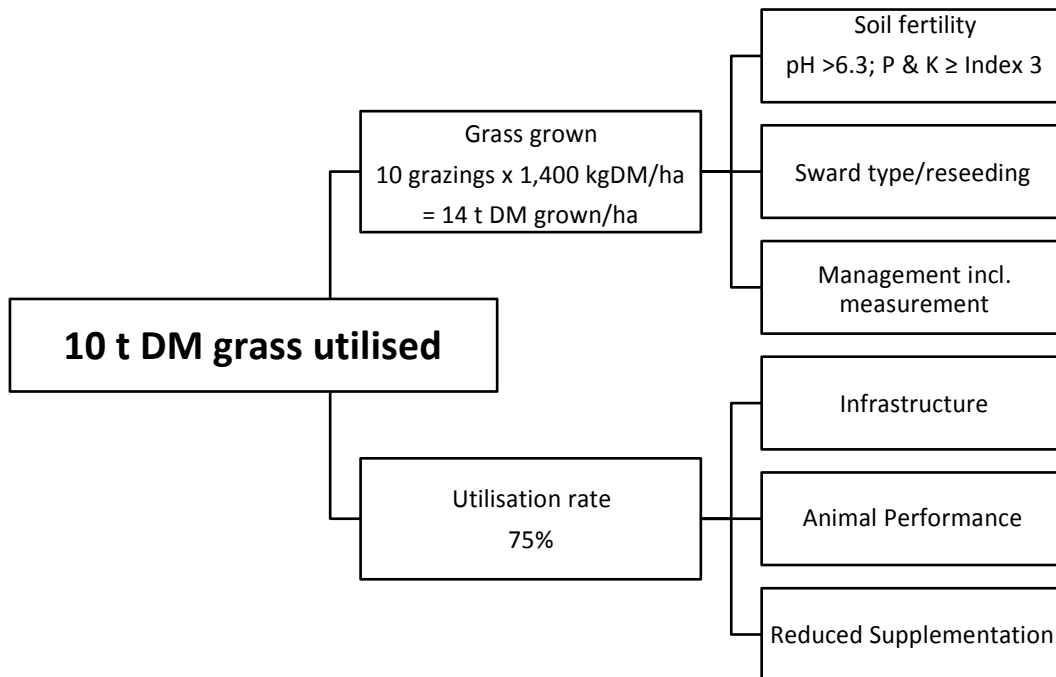 Soil fertility
pH >6.3; P & K ≥ Index 3
Grass grown
10 grazings x 1,400 kgDM/ha
= 14 t DM grown/ha
Sward type/reseeding
Management incl.
measurement
10 t DM grass utilised
Infrastructure
Utilisation rate
75%
Animal Performance
Reduced Supplementation